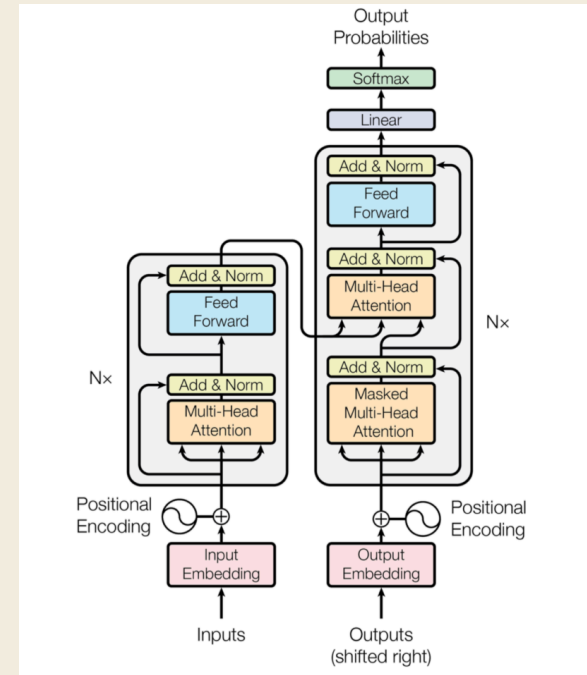 Output
Probabilities
Softmax
Linear
Add & Norm
Feed
Forward
Add & Norm
Multi-Head
Attention
Nx
Add & Norm
Masked
Multi-Head
Attention
Add & Norm
Feed
Forward
Nx
Add & Norm
Multi-Head
Attention
Positional
Encoding
Positional
Encoding
Input
Embedding
Output
Embedding
Inputs
Outputs
(shifted right)